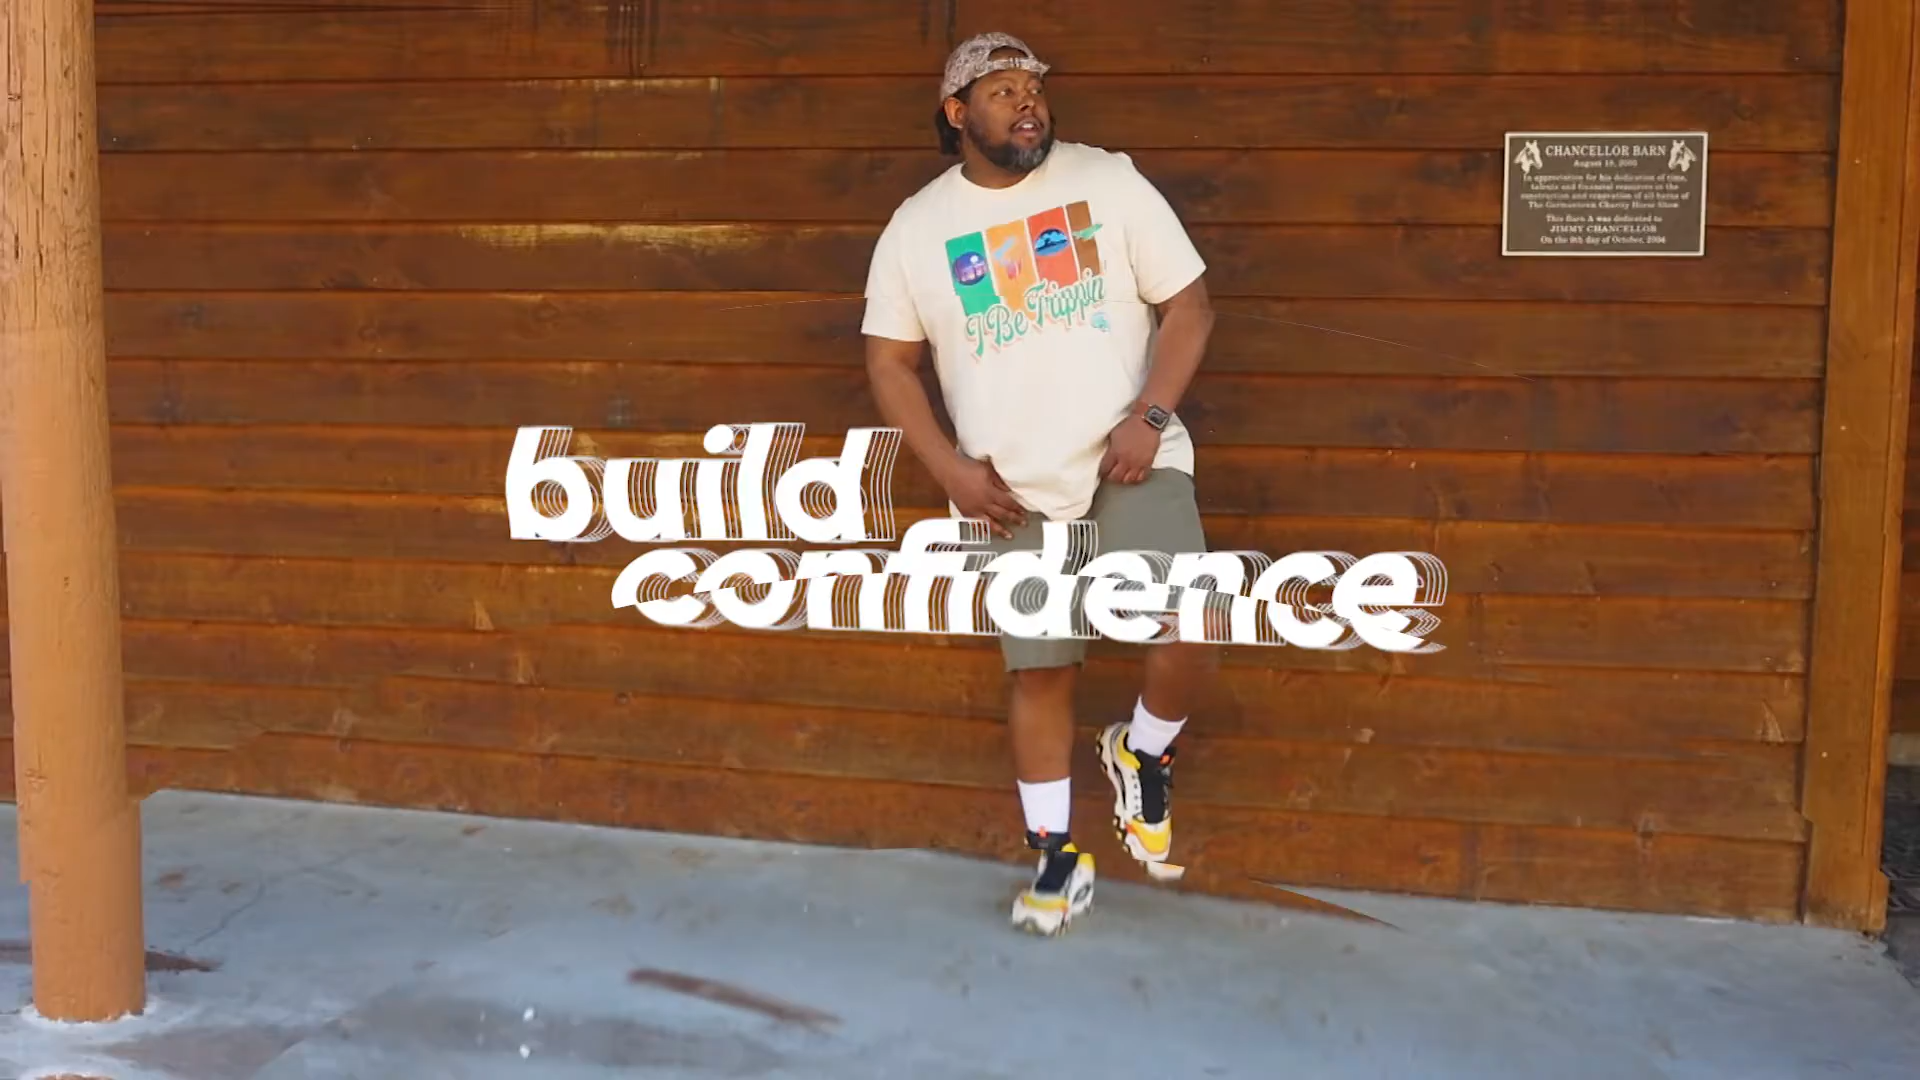 CHANCELLOR BARN
August 18, 2003
In appreciation for his dedication of time,
talents and financial resources in the
construction and renovation of all barns of
The Germantown Charity Horse Show
This Barn A was dedicated to
JIMMY CHANCELLOR
On the 9th day of October, 2004
I Be Trippin'
build
confidence